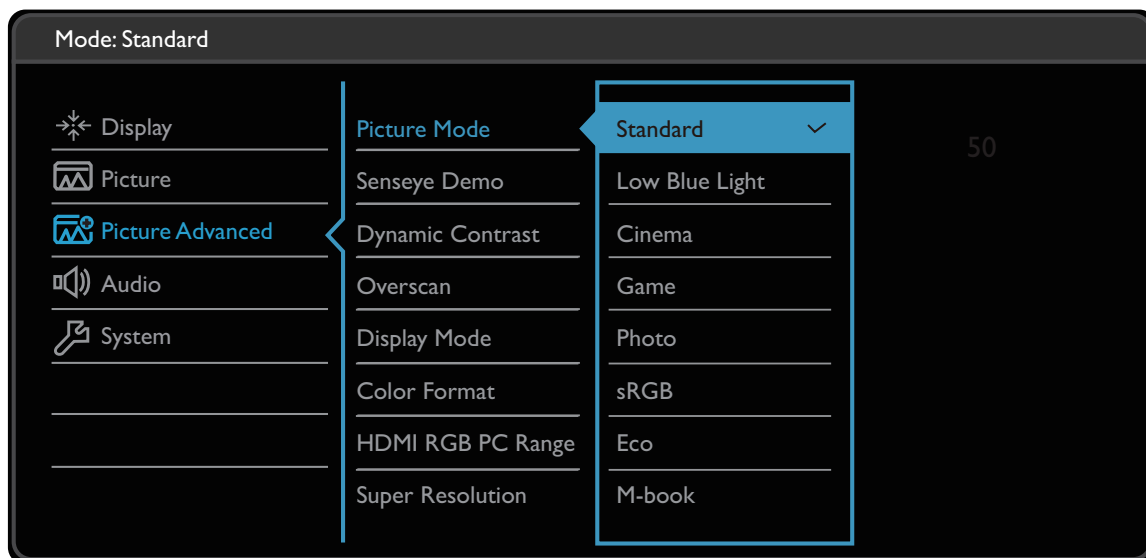 Mode: Standard
Display
Picture
Picture Advanced
Audio
System
Picture Mode
Senseye Demo
Dynamic Contrast
Overscan
Display Mode
Color Format
HDMI RGB PC Range
Super Resolution
Standard
Low Blue Light
Cinema
Game
Photo
sRGB
Eco
M-book
50